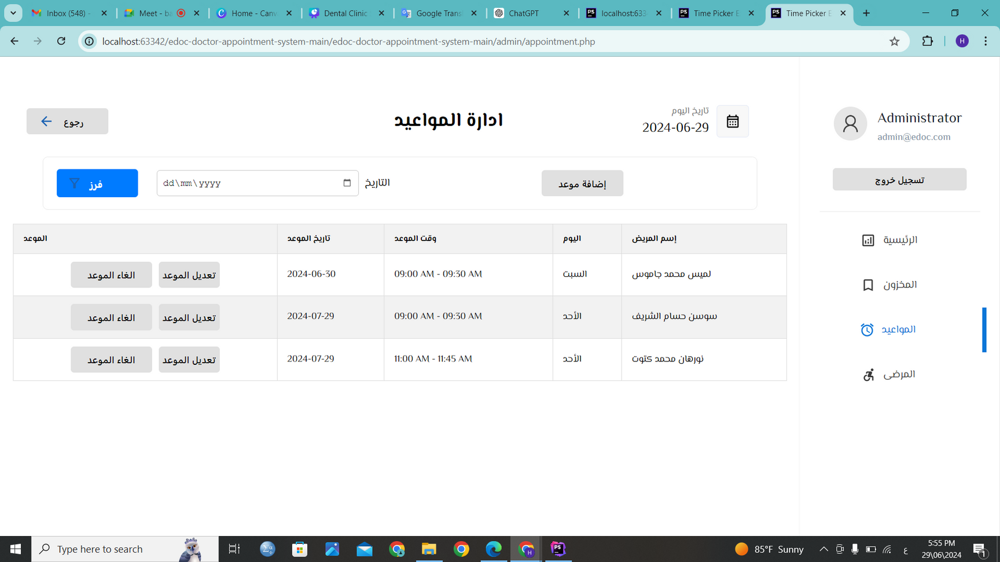 Inbox (548) -
Meet - ba
Home - Canv
Dental Clinic
Google Trans
ChatGPT
localhost:633
Time Picker E
Time Picker E
localhost:63342/edoc-doctor-appointment-system-main/edoc-doctor-appointment-system-main/admin/appointment.php
H
Administrator
admin@edoc.com
تسجيل خروج
الرئيسية
المخزون
المواعيد
المرضى
تاريخ اليوم
2024-06-29
ادارة المواعيد
رجوع
إضافة موعد
التاريخ
dd\mm\yyyy
فرز
إسم المريض اليوم وقت الموعد تاريخ الموعد الموعد
لميس محمد جاموس السبت 09:00 AM - 09:30 AM 2024-06-30 تعديل الموعد الغاء الموعد
سوسن حسام الشريف الأحد 09:00 AM - 09:30 AM 2024-07-29 تعديل الموعد الغاء الموعد
نورهان محمد كتوت الأحد 11:00 AM - 11:45 AM 2024-07-29 تعديل الموعد الغاء الموعد
Type here to search
H
PS
85°F Sunny
ع
5:55 PM
29\06\2024
1